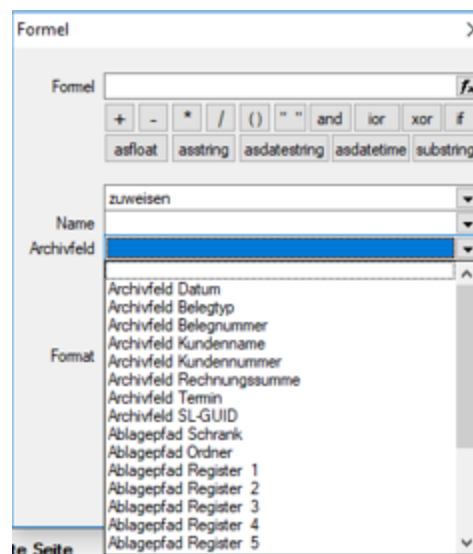 Formel
Formel
+ - * / () " " and ior xor if
asfloat asstring asdatestring asdatetime substring
zuweisen
Name
Archivfeld
Archivfeld Datum
Archivfeld Belegtyp
Archivfeld Belegnummer
Archivfeld Kundenname
Format
Archivfeld Kundennummer
Archivfeld Rechnungssumme
Archivfeld Termin
Archivfeld SL-GUID
Ablagepfad Schrank
Ablagepfad Ordner
Ablagepfad Register 1
Ablagepfad Register 2
Ablagepfad Register 3
Ablagepfad Register 4
Ablagepfad Register 5
te Seite